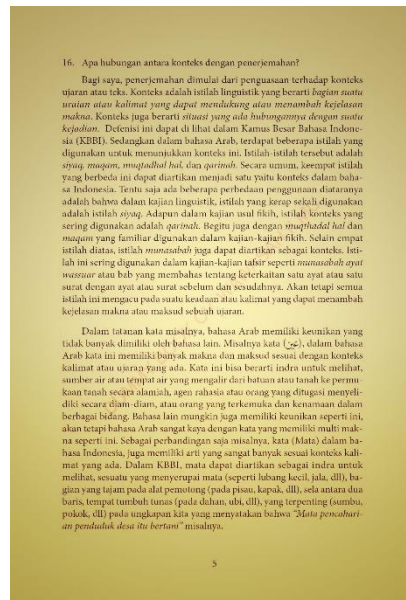 16. Apa hubungan antara konteks dengan penerjemahan?
Bagi saya, penerjemahan dimulai dari penguasaan terhadap konteks
ujaran atau teks. Konteks adalah istilah linguistik yang berarti bagian suatu
uraian atau kalimat yang dapat mendukung atau menambah kejelasan
makna. Konteks juga berarti situasi yang ada hubungannya dengan suatu
kejadian. Defenisi ini dapat di lihat dalam Kamus Besar Bahasa Indone-
sia (KBBI). Sedangkan dalam bahasa Arab, terdapat beberapa istilah yang
digunakan untuk menunjukkan konteks ini. Istilah-istilah tersebut adalah
siyaq, maqam, muqtadhal hal, dan qarinah. Secara umum, keempat istilah
yang berbeda ini dapat diartikan menjadi satu yaitu konteks dalam baha-
sa Indonesia. Tentu saja ada beberapa perbedaan penggunaan diataranya
adalah bahwa dalam kajian linguistik, istilah yang kerap sekali digunakan
adalah istilah siyaq. Adapun dalam kajian usul fikih, istilah konteks yang
sering digunakan adalah qarinah. Begitu juga dengan muqthadal hal dan
maqam yang familiar digunakan dalam kajian-kajian fikih. Selain empat
istilah diatas, istilah munasabah juga dapat diartikan sebagai konteks. Isti-
lah ini sering digunakan dalam kajian-kajian tafsir seperti munasabah ayat
wassuar atau bab yang membahas tentang keterkaitan satu ayat atau satu
surat dengan ayat atau surat sebelum dan sesudahnya. Akan tetapi semua
istilah ini mengacu pada suatu keadaan atau kalimat yang dapat menambah
kejelasan makna atau maksud sebuah ujaran.
Dalam tatanan kata misalnya, bahasa Arab memiliki keunikan yang
tidak banyak dimiliki oleh bahasa lain. Misalnya kata (عين), dalam bahasa
Arab kata ini memiliki banyak makna dan maksud sesuai dengan konteks
kalimat atau ujaran yang ada. Kata ini bisa berarti indra untuk melihat,
sumber air atau tempat air yang mengalir dari batuan atau tanah ke permu-
kaan tanah secara alamiah, agen rahasia atau orang yang ditugasi menyeli-
diki secara diam-diam, atau orang yang terkemuka dan kenamaan dalam
berbagai bidang. Bahasa lain mungkin juga memiliki keunikan seperti ini,
akan tetapi bahasa Arab sangat kaya dengan kata yang memiliki multi mak-
na seperti ini. Sebagai perbandingan saja misalnya, kata (Mata) dalam ba-
hasa Indonesia, juga memiliki arti yang sangat banyak sesuai konteks kali-
mat yang ada. Dalam KBBI, mata dapat diartikan sebagai indra untuk
melihat, sesuatu yang menyerupai mata (seperti lubang kecil, jala, dll), ba-
gian yang tajam pada alat pemotong (pada pisau, kapak, dll), sela antara dua
baris, tempat tumbuh tunas (pada dahan, ubi, dll), yang terpenting (sumbu,
pokok, dll) pada ungkapan kita yang menyatakan bahwa “Mata pencahari-
an penduduk desa itu bertani” misalnya.
5